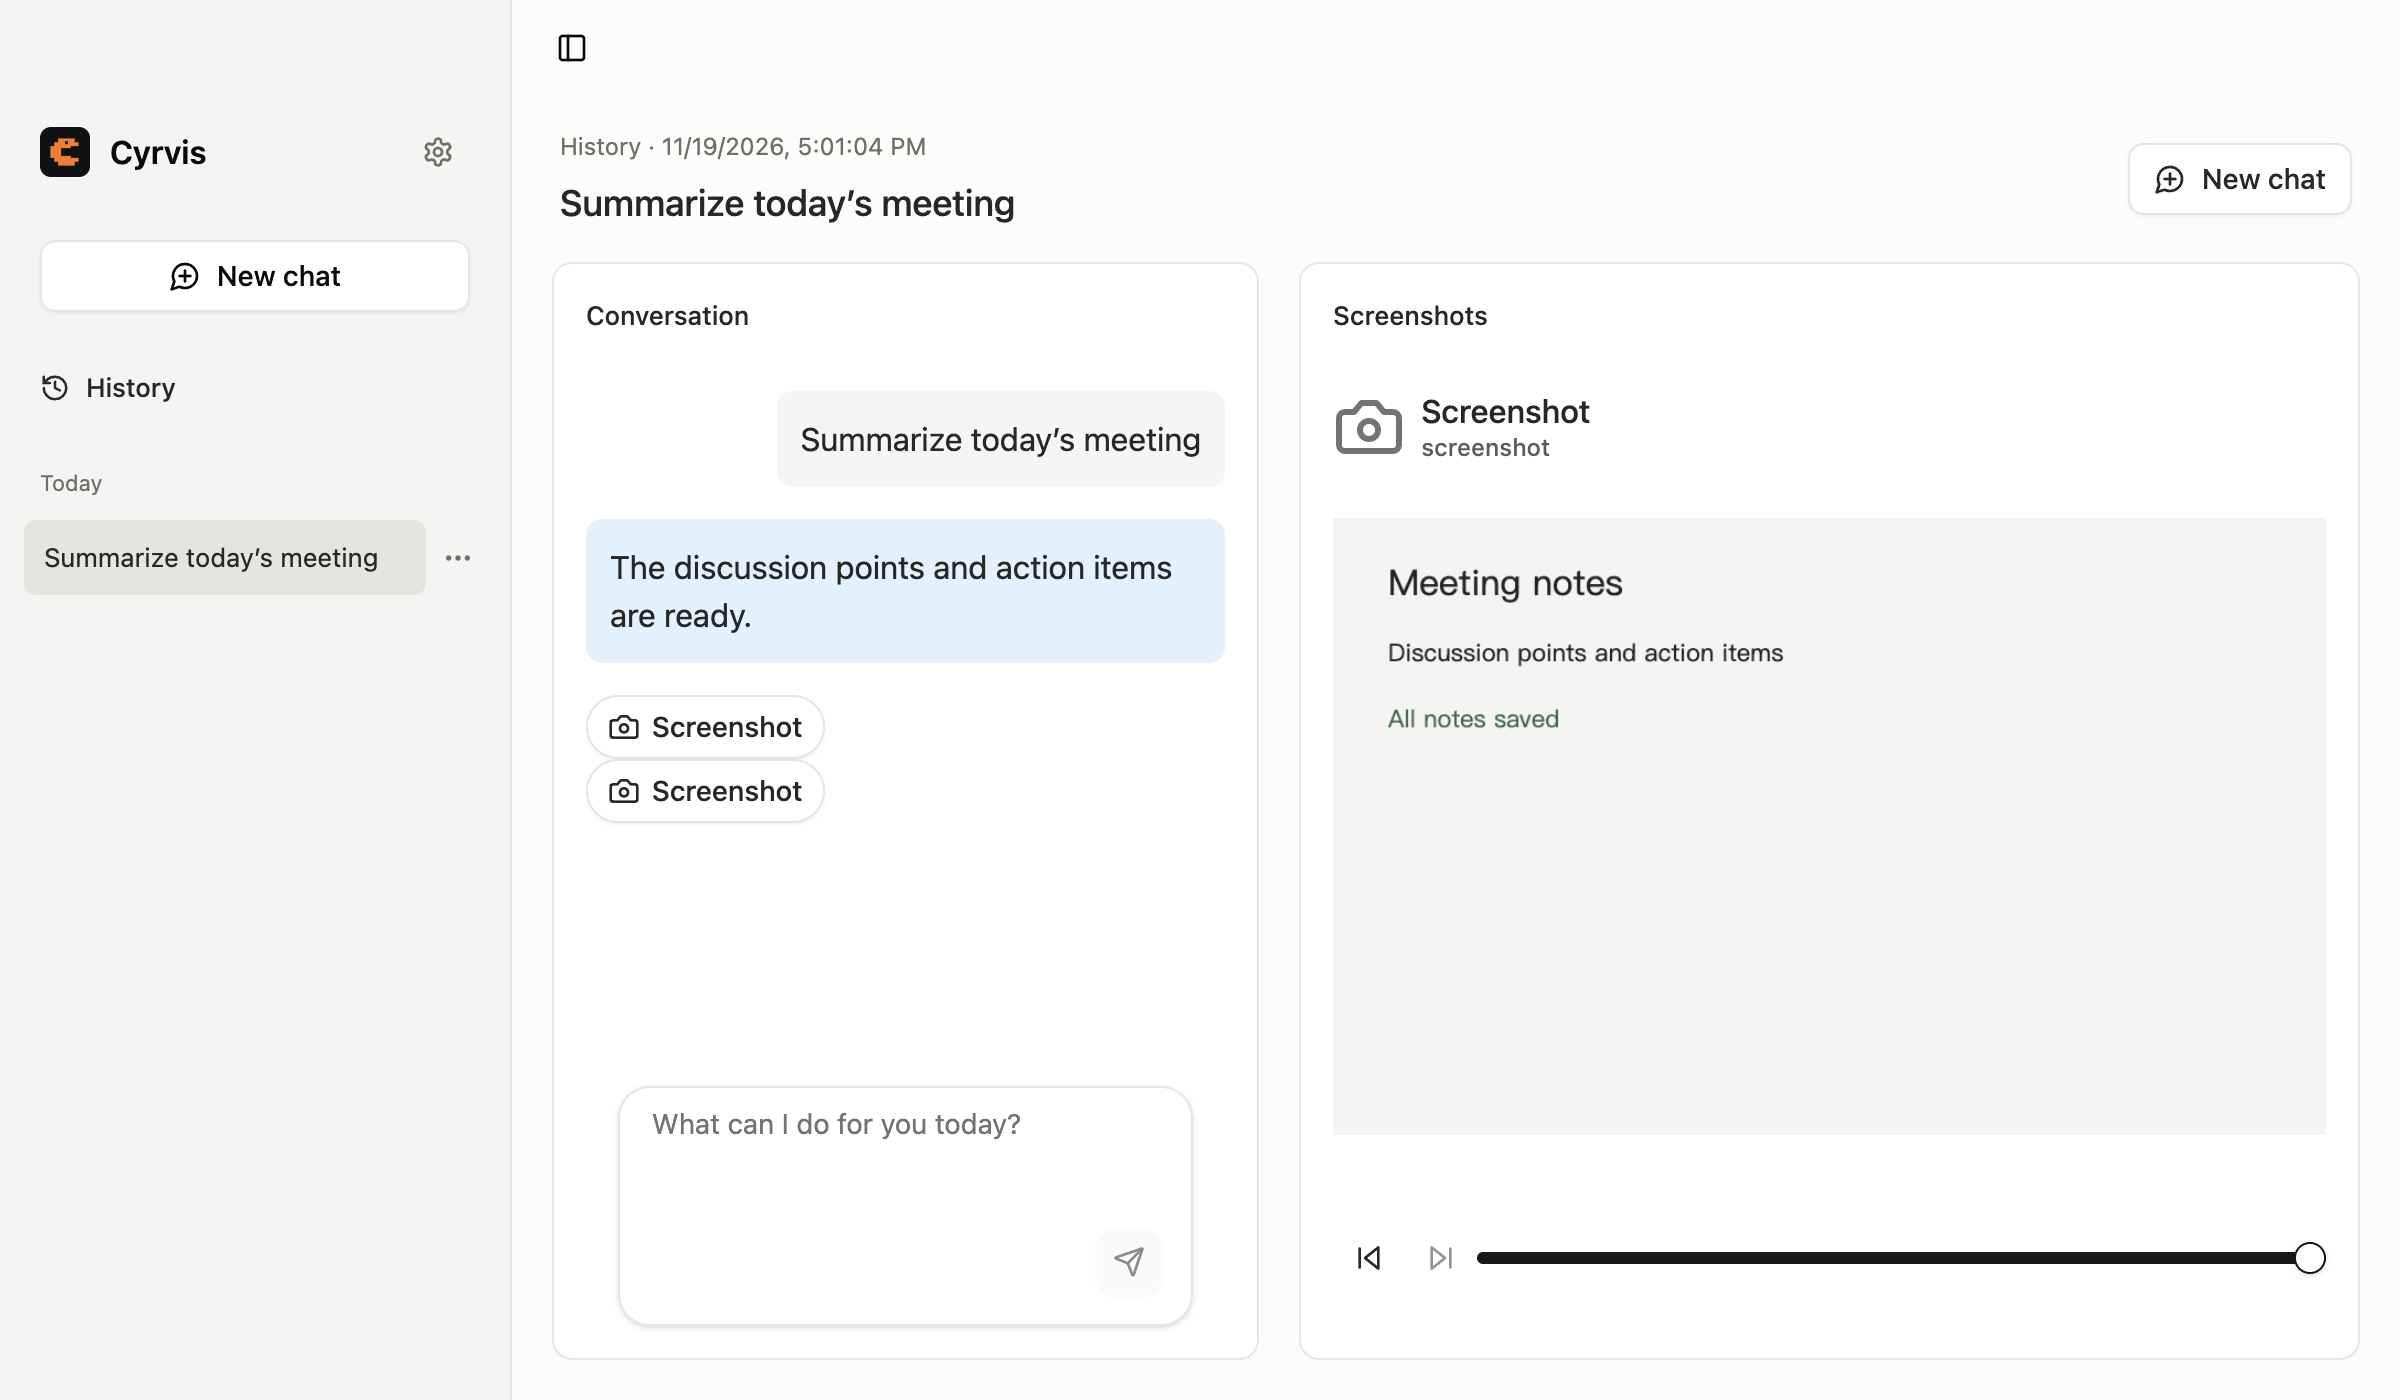 Cyrvis
New chat
History
Today
Summarize today’s meeting
History · 11/19/2026, 5:01:04 PM
Summarize today’s meeting
New chat
Conversation
Summarize today’s meeting
The discussion points and action items
are ready.
Screenshot
Screenshot
What can I do for you today?
Screenshots
Screenshot
screenshot
Meeting notes
Discussion points and action items
All notes saved